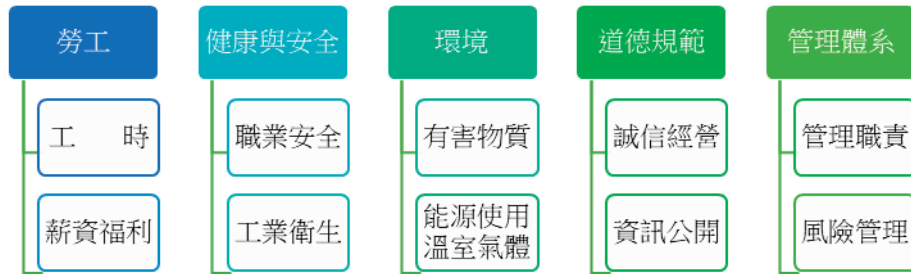 勞工
健康與安全
環境
道德規範
管理體系
工 時
職業安全
有害物質
誠信經營
管理職責
薪資福利
工業衛生
能源使用
溫室氣體
資訊公開
風險管理